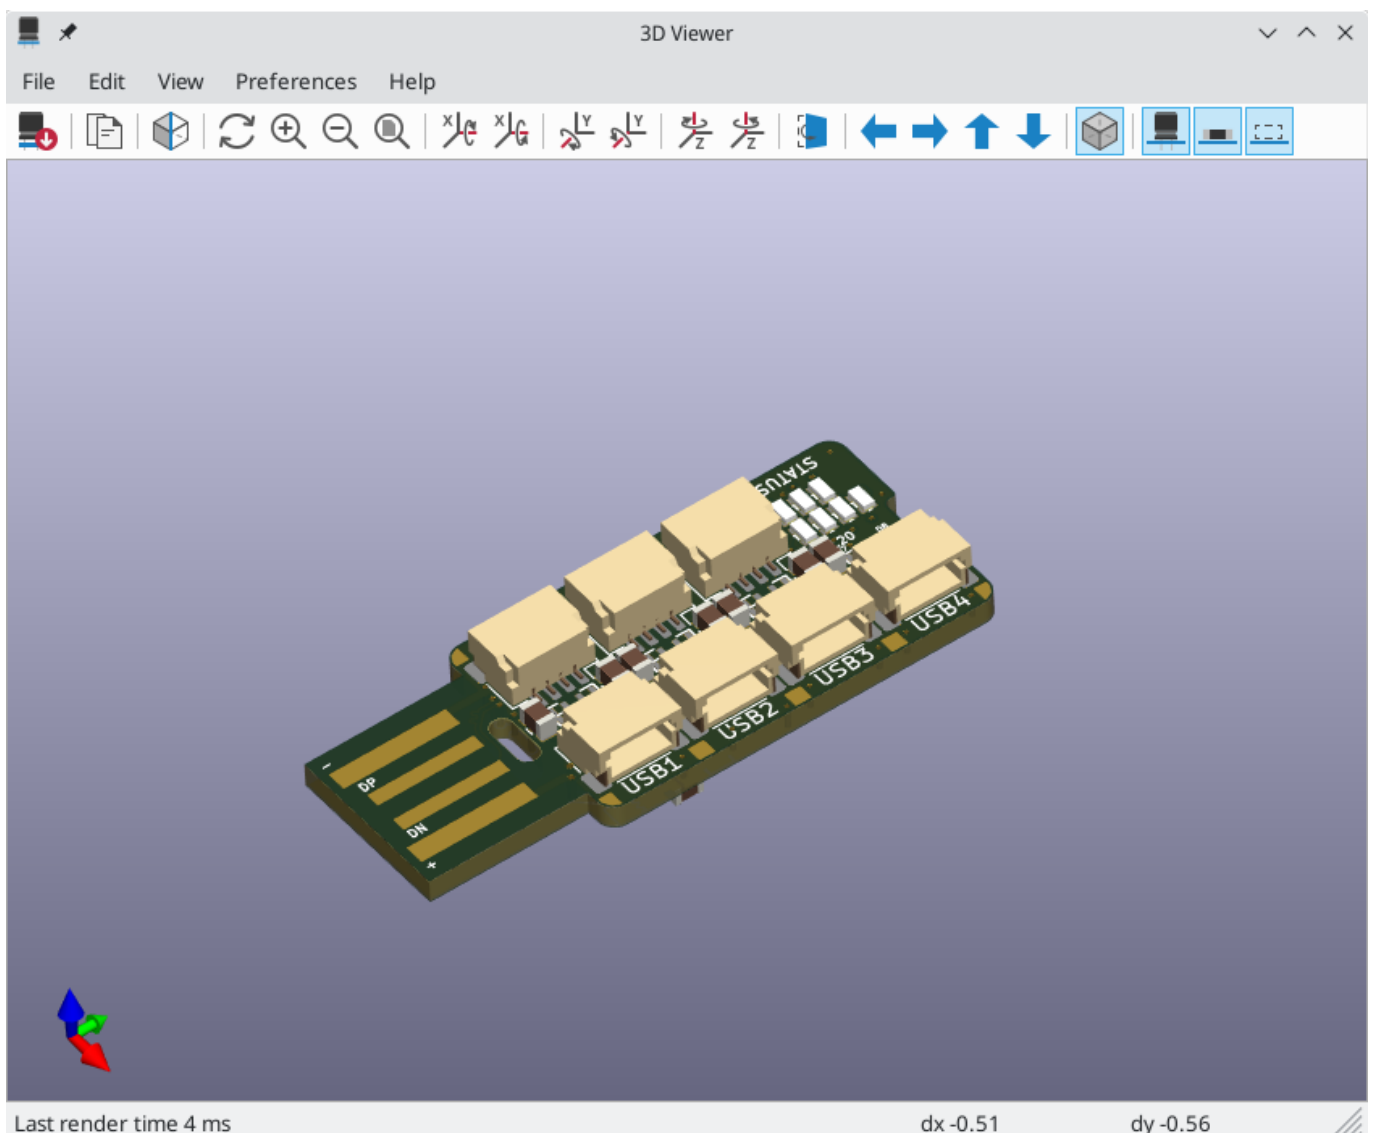 3D Viewer
File Edit View Preferences Help
X X Y Y Z Z
STATUS
USB4
USB3
USB2
USB1
-
DP
DN
+
Last render time 4 ms dx -0.51 dy -0.56